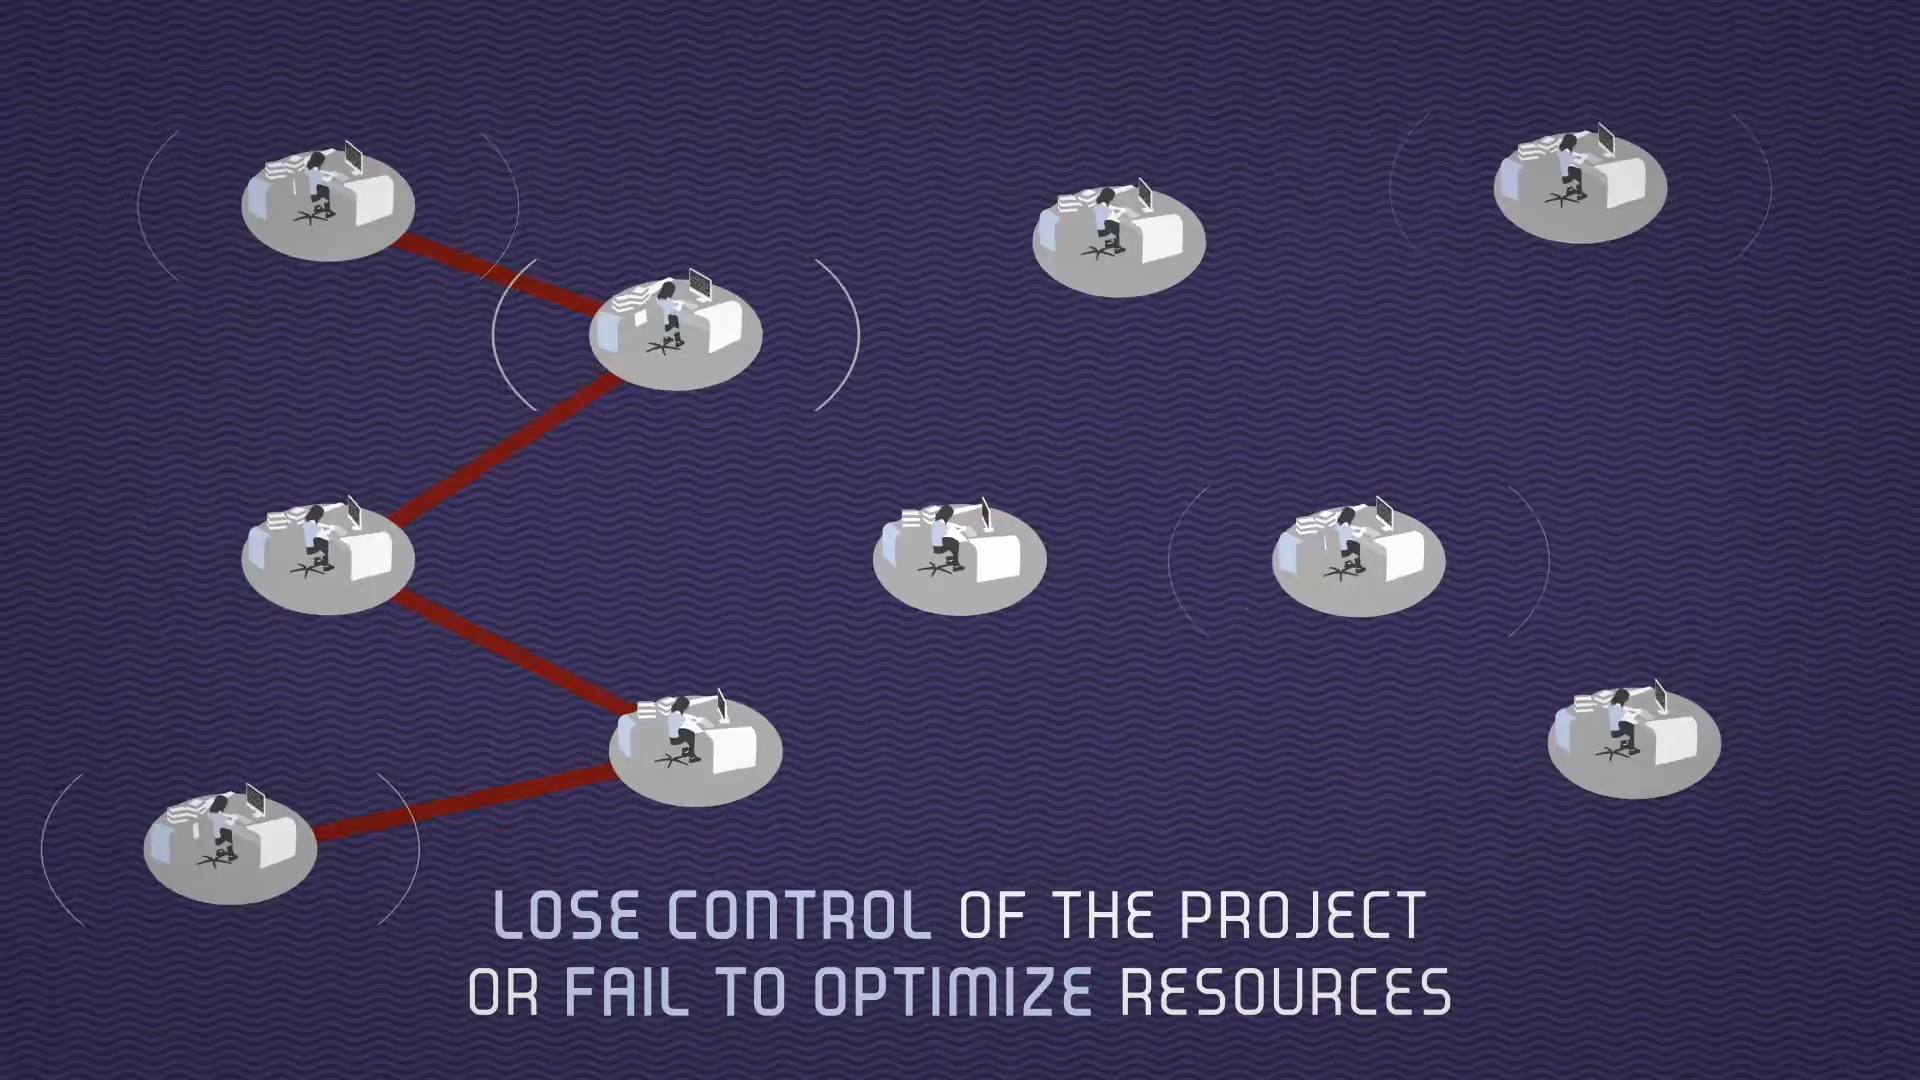 LOSE CONTROL OF THE PROJECT
OR FAIL TO OPTIMIZE RESOURCES